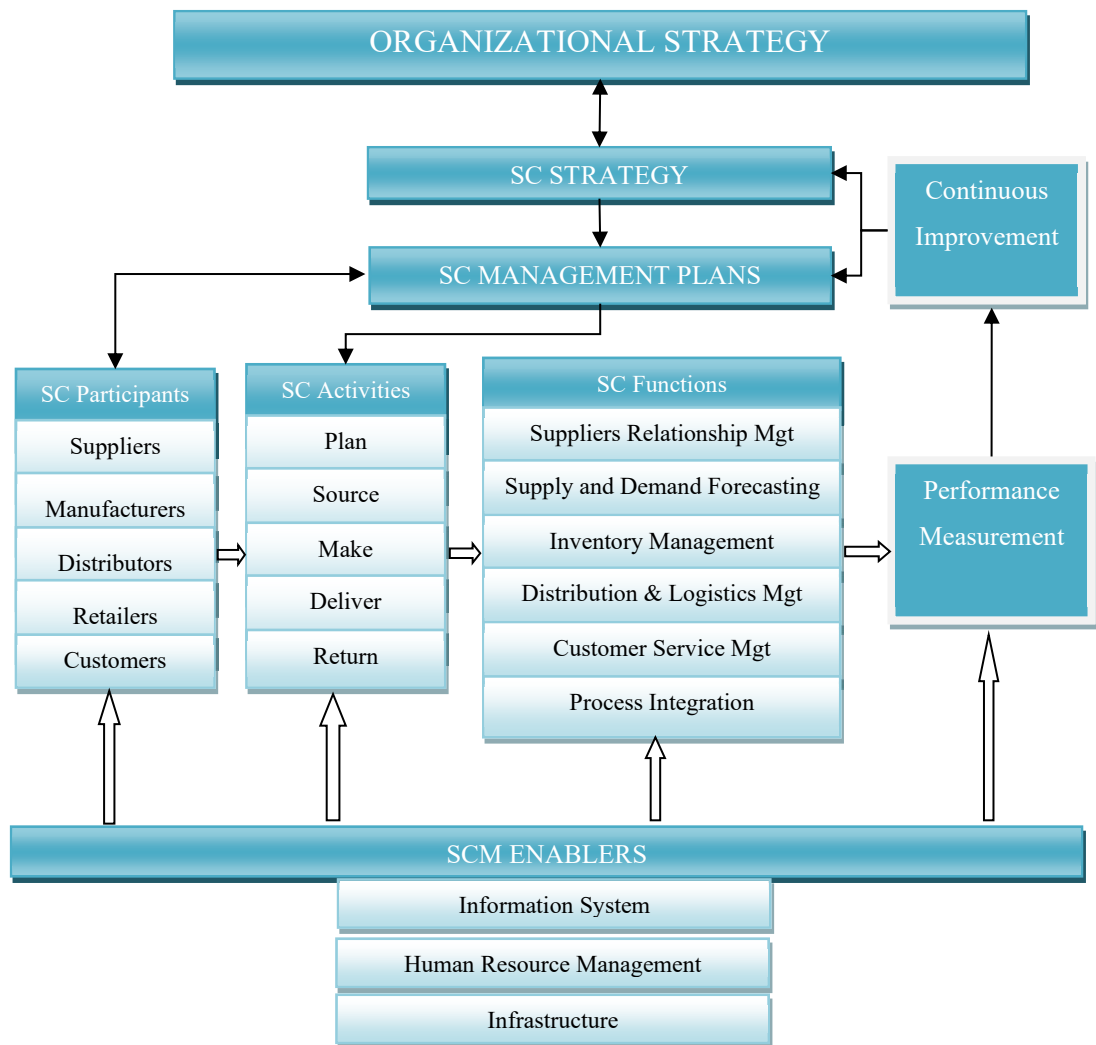 ORGANIZATIONAL STRATEGY
SC STRATEGY
Continuous
Improvement
SC MANAGEMENT PLANS
SC Participants
Suppliers
Manufacturers
Distributors
Retailers
Customers
SC Activities
Plan
Source
Make
Deliver
Return
SC Functions
Suppliers Relationship Mgt
Supply and Demand Forecasting
Inventory Management
Distribution & Logistics Mgt
Customer Service Mgt
Process Integration
Performance
Measurement
SCM ENABLERS
Information System
Human Resource Management
Infrastructure